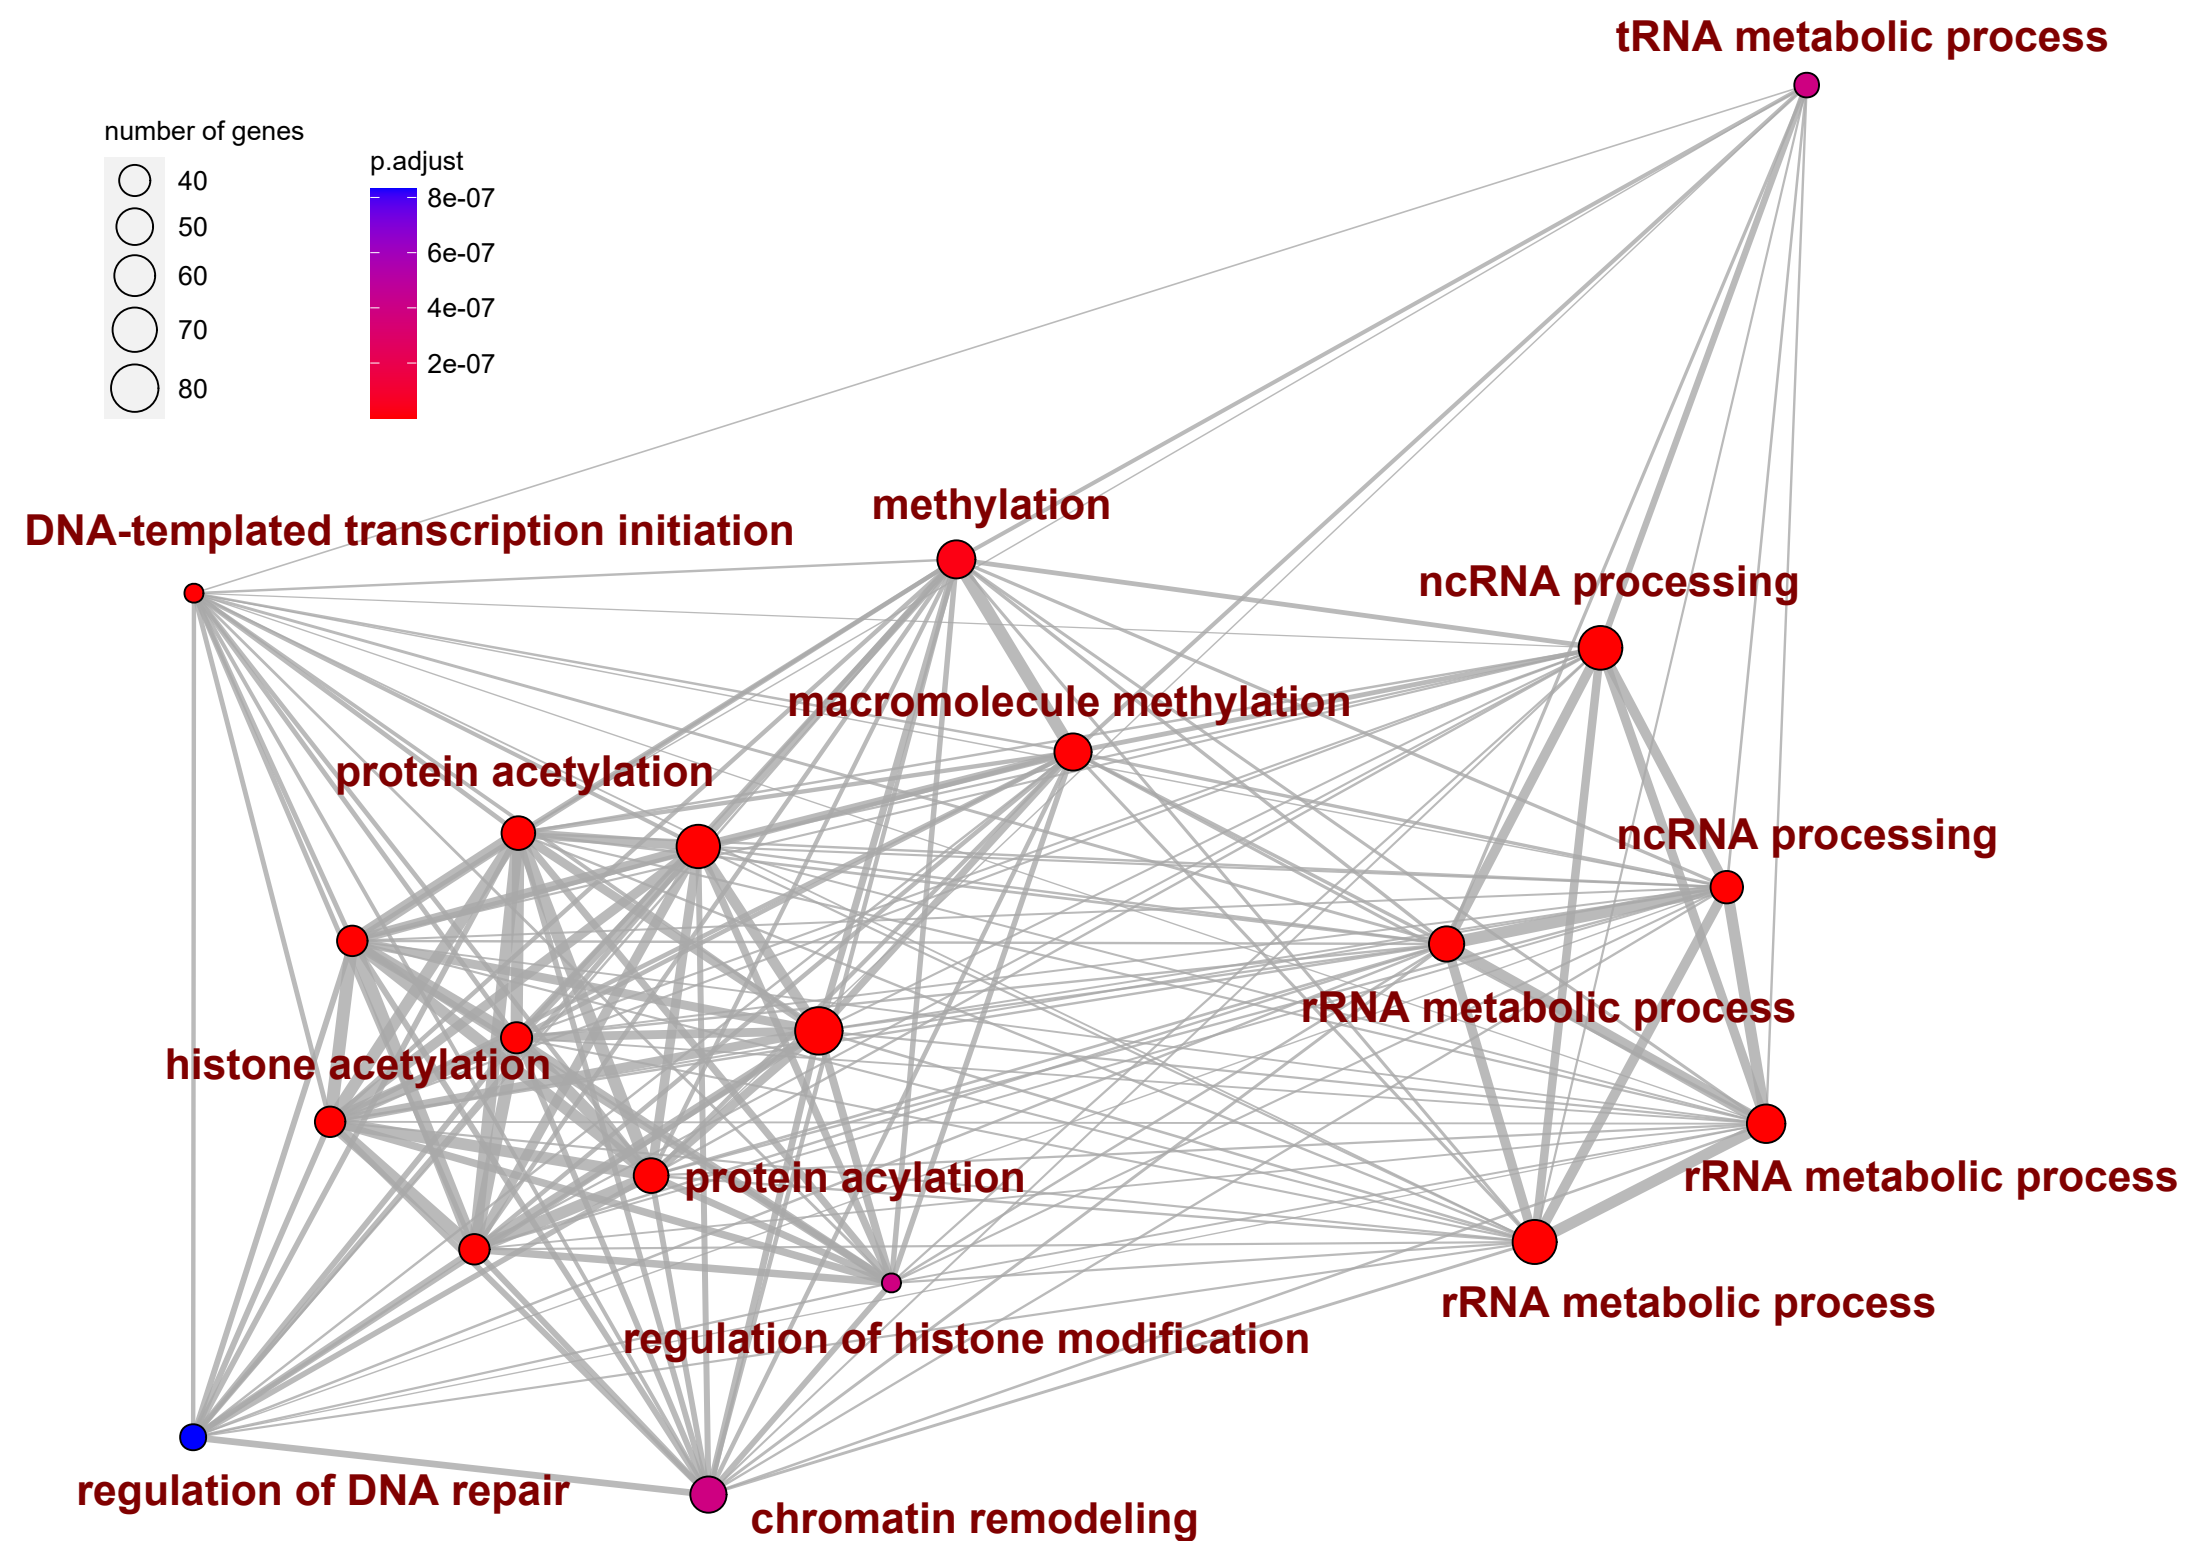 tRNA metabolic process
number of genes
40
50
60
70
80
p.adjust
8e-07
6e-07
4e-07
2e-07
methylation
DNA-templated transcription initiation
ncRNA processing
macromolecule methylation
protein acetylation
ncRNA processing
rRNA metabolic process
histone acetylation
protein acylation
rRNA metabolic process
rRNA metabolic process
regulation of histone modification
regulation of DNA repair
chromatin remodeling